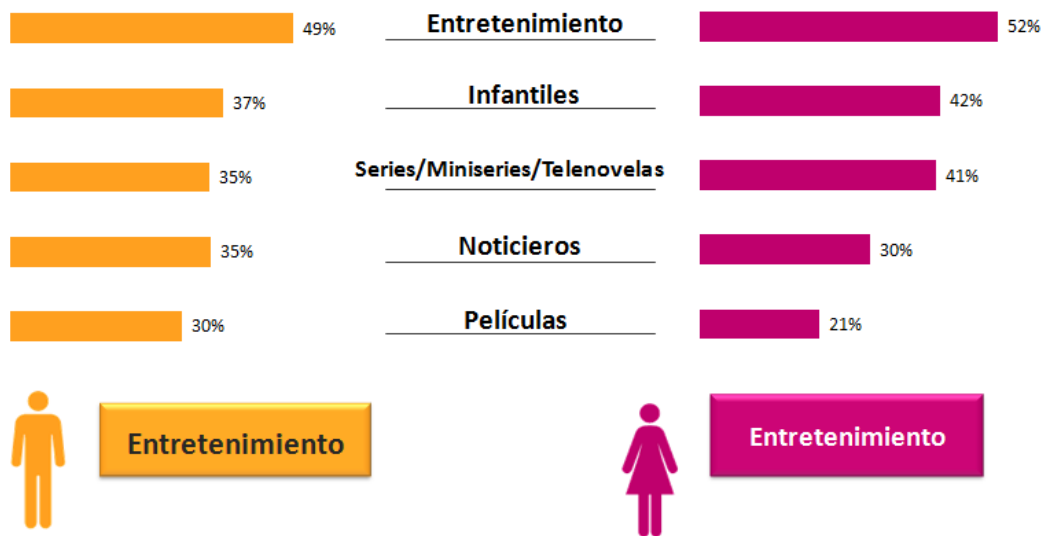 49% Entretenimiento 52%
37% Infantiles 42%
35% Series/Miniseries/Telenovelas 41%
35% Noticieros 30%
30% Películas 21%
Entretenimiento Entretenimiento